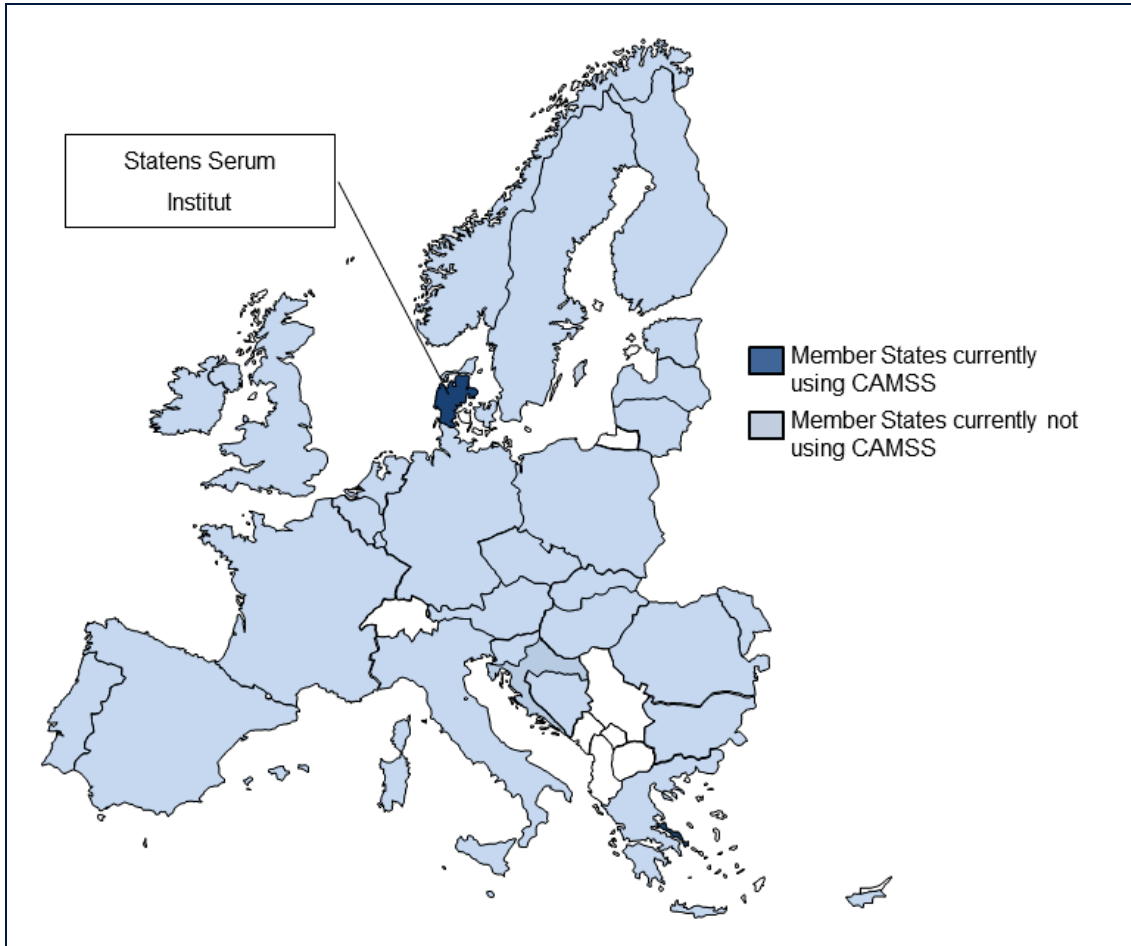 Statens Serum
Institut
Member States currently
using CAMSS
Member States currently not
using CAMSS